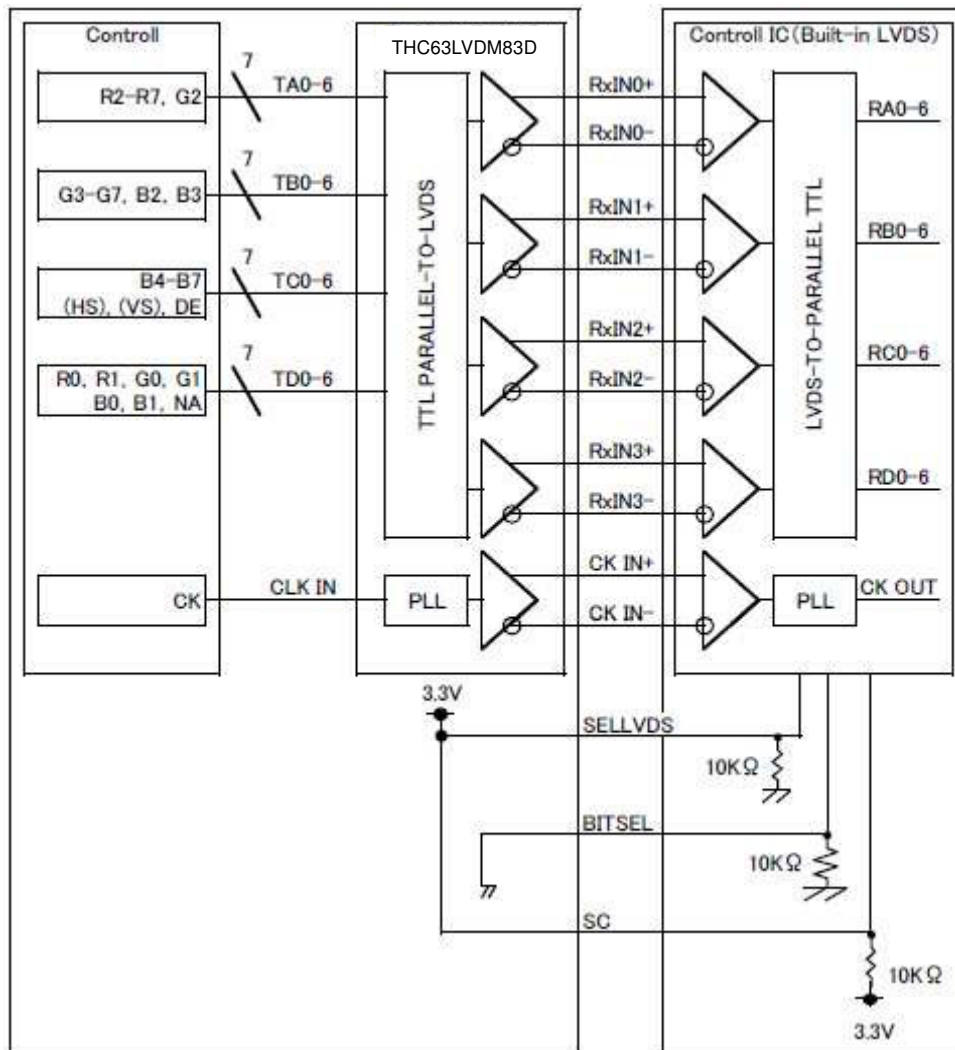 Controll
THC63LVDM83D
Controll IC(Built-in LVDS)
R2-R7, G2
7
TA0-6
RxIN0+
RxIN0-
RA0-6
G3-G7, B2, B3
7
TB0-6
RxIN1+
RxIN1-
RB0-6
B4-B7
(HS), (VS), DE
7
TC0-6
RxIN2+
RxIN2-
RC0-6
R0, R1, G0, G1
B0, B1, NA
7
TD0-6
RxIN3+
RxIN3-
RD0-6
TTL PARALLEL-TO-LVDS
LVDS-TO-PARALLEL TTL
CK
CLK IN
PLL
CK IN+
CK IN-
PLL
CK OUT
3.3V
SELLVDS
10KΩ
BITSEL
10KΩ
SC
10KΩ
3.3V